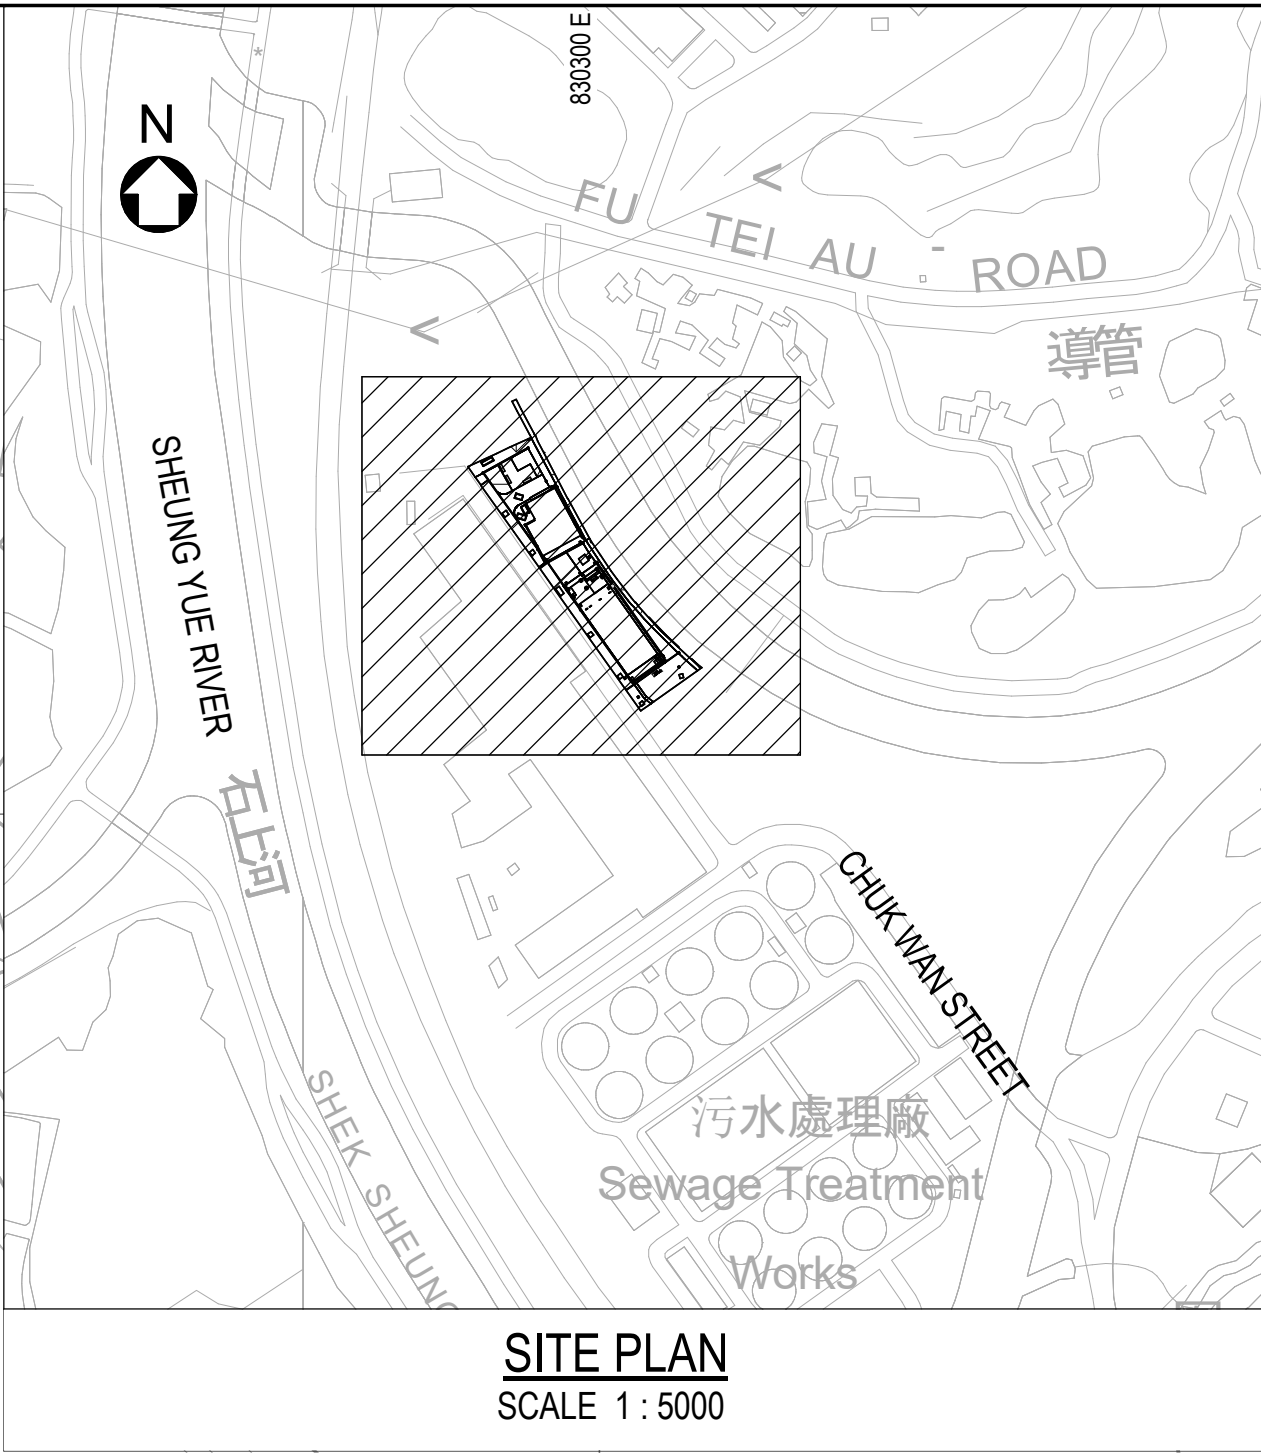 830300 E
N
FU TEI AU ROAD
導管
SHEUNG YUE RIVER
石上河
CHUK WAN STREET
SHEK SHEUNG
污水處理廠
Sewage Treatment
Works
SITE PLAN
SCALE 1 : 5000